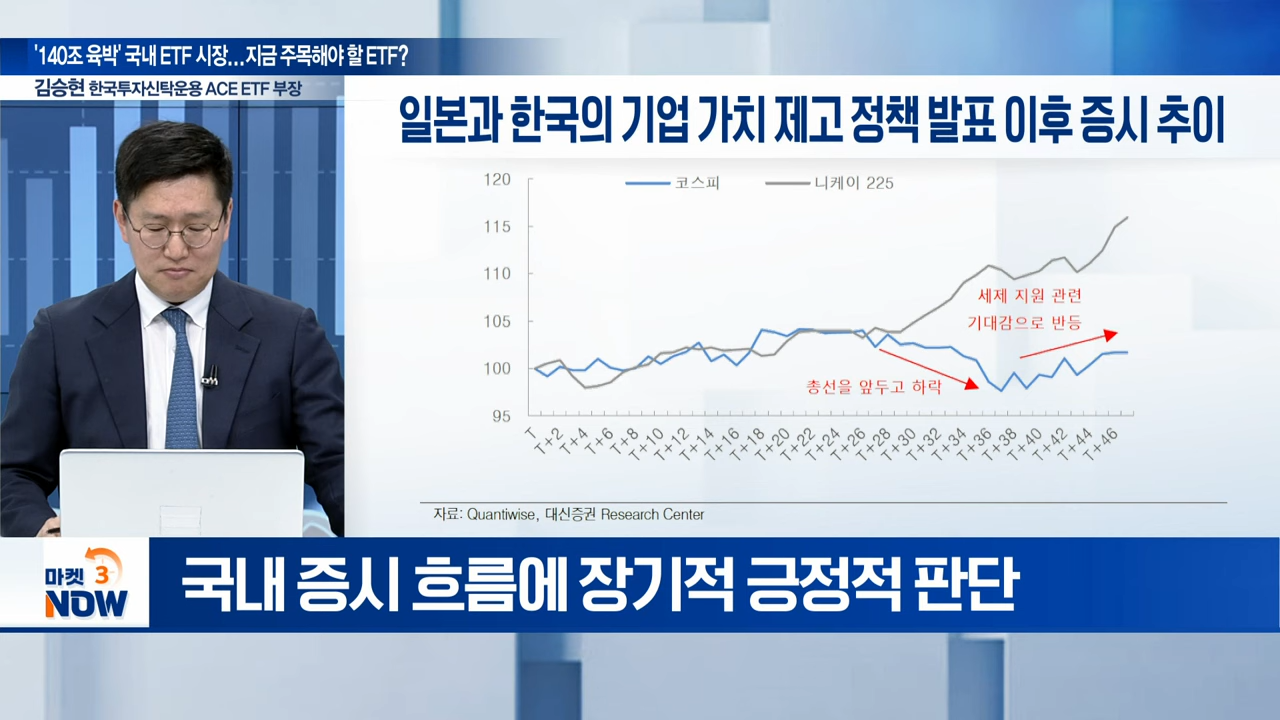 '140조 육박' 국내 ETF 시장…지금 주목해야 할 ETF?
김승현 한국투자신탁운용 ACE ETF 부장
일본과 한국의 기업 가치 제고 정책 발표 이후 증시 추이
코스피
니케이 225
120
115
110
105
100
95
세제 지원 관련
기대감으로 반등
총선을 앞두고 하락
T
T+2
T+4
T+6
T+8
T+10
T+12
T+14
T+16
T+18
T+20
T+22
T+24
T+26
T+28
T+30
T+32
T+34
T+36
T+38
T+40
T+42
T+44
T+46
자료: Quantiwise, 대신증권 Research Center
마켓 3
NOW
국내 증시 흐름에 장기적 긍정적 판단